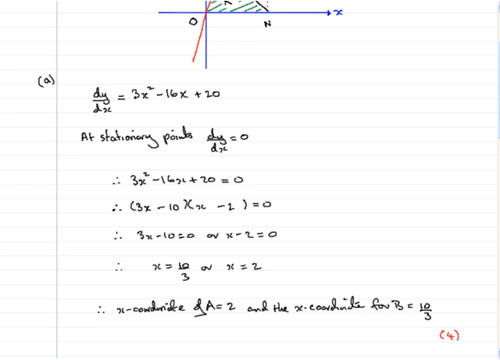 R
O N x
(a)
dy/dx = 3x² - 16x + 20
At stationary points dy/dx = 0
∴ 3x² - 16x + 20 = 0
∴ (3x - 10)(x - 2) = 0
∴ 3x - 10 = 0 or x - 2 = 0
∴ x = 10/3 or x = 2
∴ x-coordinate of A = 2 and the x-coordinate for B = 10/3
(4)